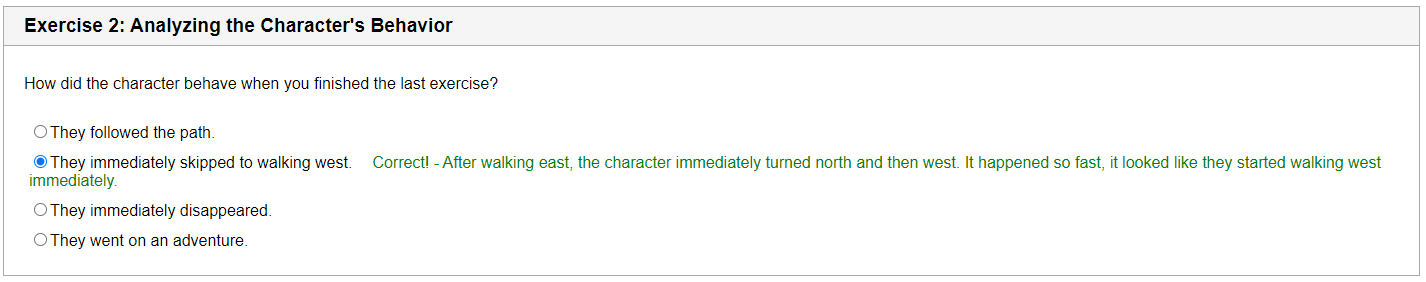 Exercise 2: Analyzing the Character's Behavior
How did the character behave when you finished the last exercise?
They followed the path.
They immediately skipped to walking west. Correct! - After walking east, the character immediately turned north and then west. It happened so fast, it looked like they started walking west
immediately.
They immediately disappeared.
They went on an adventure.